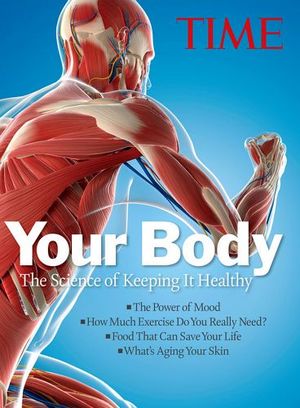 TIME
Your Body
The Science of Keeping It Healthy
▪The Power of Mood
▪How Much Exercise Do You Really Need?
▪Food That Can Save Your Life
▪What's Aging Your Skin